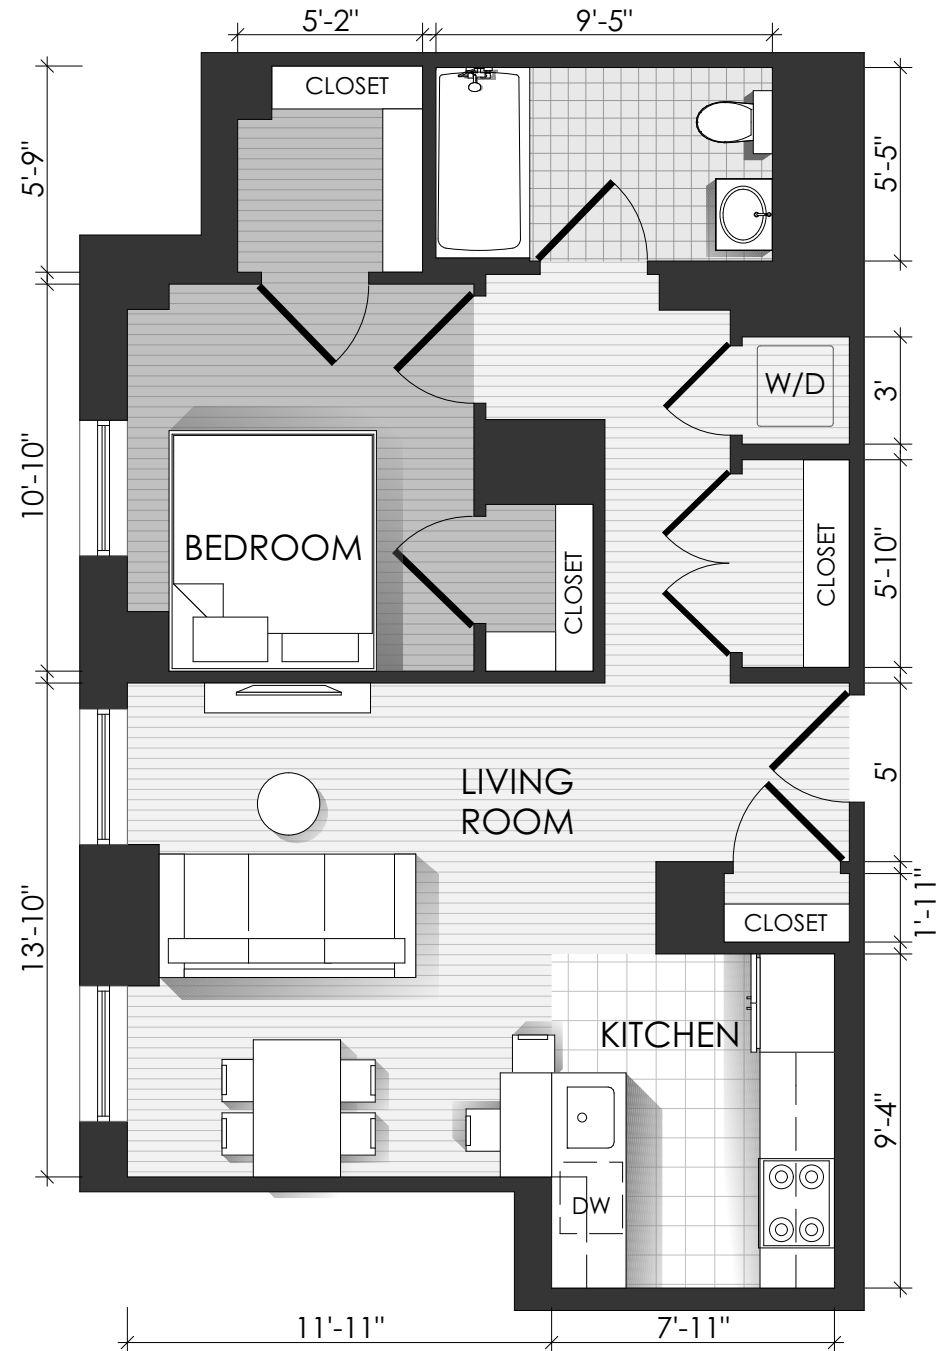 5'-2"
9'-5"
CLOSET
5'-9"
5'-5"
W/D
3'
10'-10"
BEDROOM
CLOSET
CLOSET
5'-10"
LIVING
ROOM
5'
13'-10"
CLOSET
1'-11"
KITCHEN
9'-4"
DW
11'-11"
7'-11"